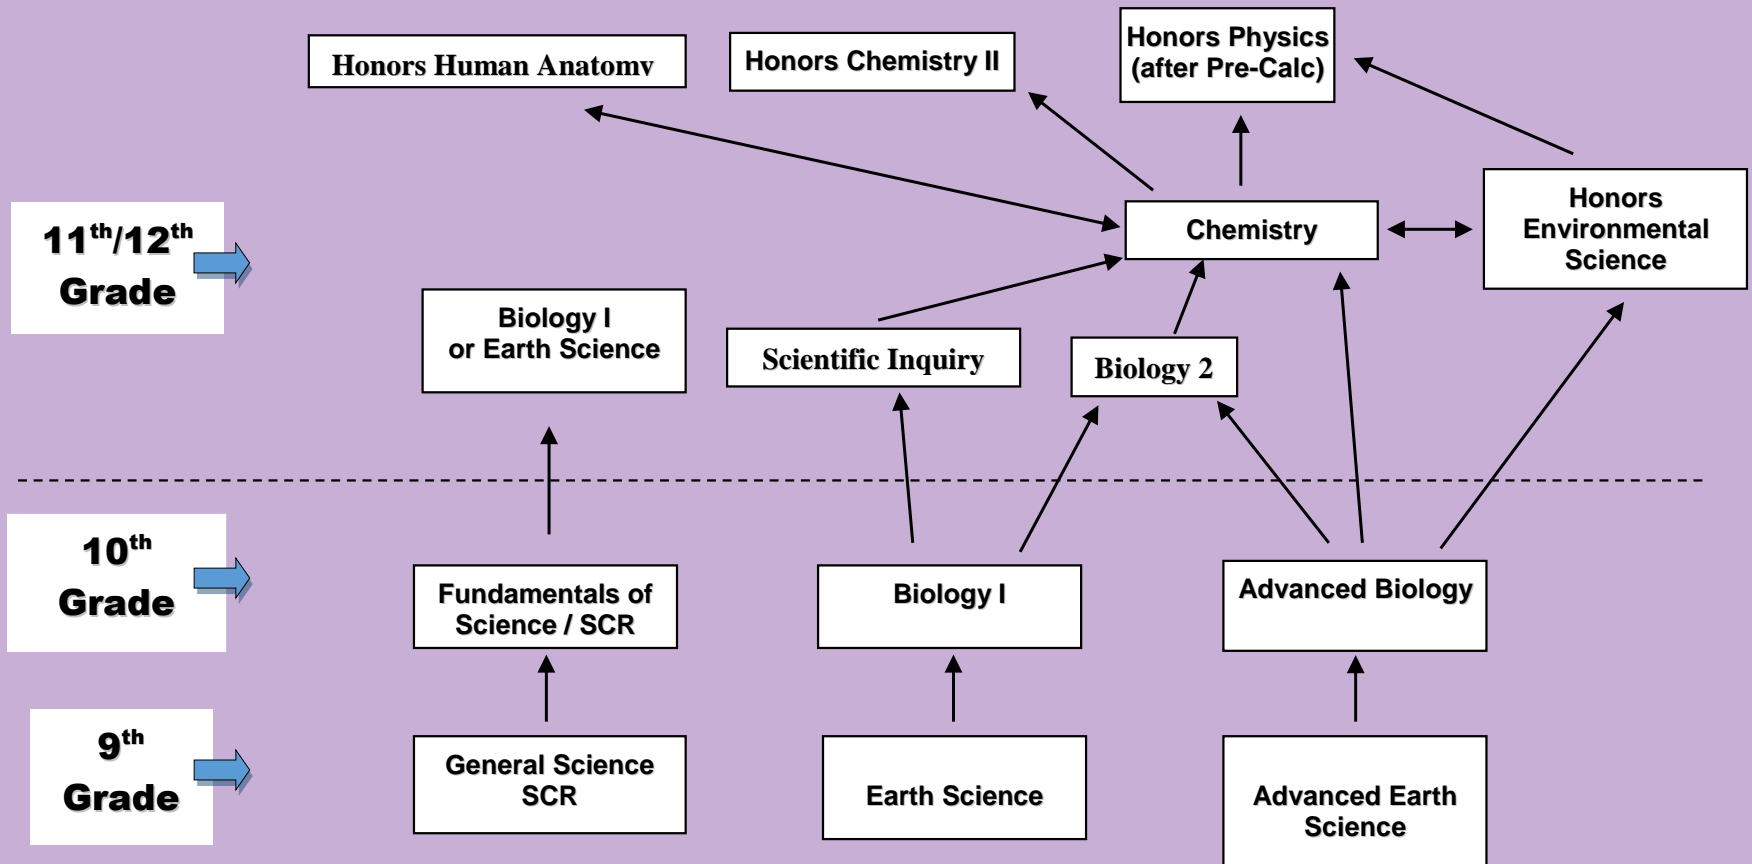 Honors Human Anatomy
Honors Chemistry II
Honors Physics
(after Pre-Calc)
11th/12th
Grade
Chemistry
Honors
Environmental
Science
Biology I
or Earth Science
Scientific Inquiry
Biology 2
10th
Grade
Fundamentals of
Science / SCR
Biology I
Advanced Biology
9th
Grade
General Science
SCR
Earth Science
Advanced Earth
Science